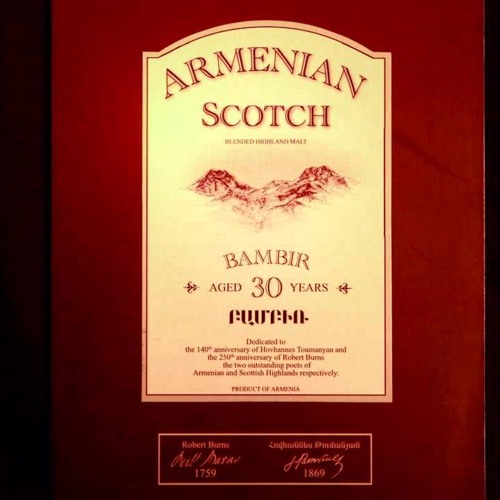 ARMENIAN
SCOTCH
BLENDED HIGHLAND MALT
BAMBIR
AGED 30 YEARS
ԲԱՄԲԻՌ
Dedicated to
the 140th anniversary of Hovhannes Toumanyan and
the 250th anniversary of Robert Burns
the two outstanding poets of
Armenian and Scottish Highlands respectively.
PRODUCT OF ARMENIA
Robert Burns
Robt Burns
1759
Հովհաննես Թումանյան
1869